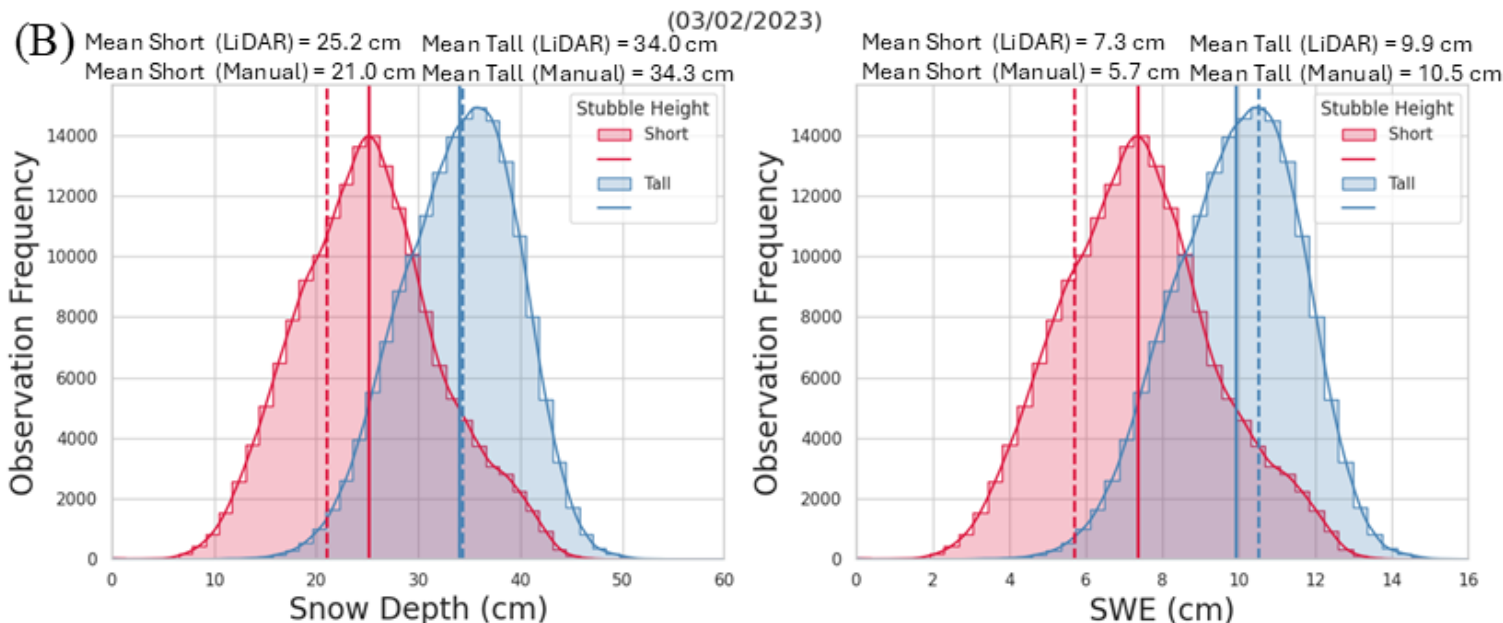 (03/02/2023)
(B)
Mean Short (LiDAR) = 25.2 cm Mean Tall (LiDAR) = 34.0 cm
Mean Short (Manual) = 21.0 cm Mean Tall (Manual) = 34.3 cm
Stubble Height
Short
Tall
Observation Frequency
14000
12000
10000
8000
6000
4000
2000
0
0 10 20 30 40 50 60
Snow Depth (cm)
Mean Short (LiDAR) = 7.3 cm Mean Tall (LiDAR) = 9.9 cm
Mean Short (Manual) = 5.7 cm Mean Tall (Manual) = 10.5 cm
Stubble Height
Short
Tall
Observation Frequency
14000
12000
10000
8000
6000
4000
2000
0
0 2 4 6 8 10 12 14 16
SWE (cm)